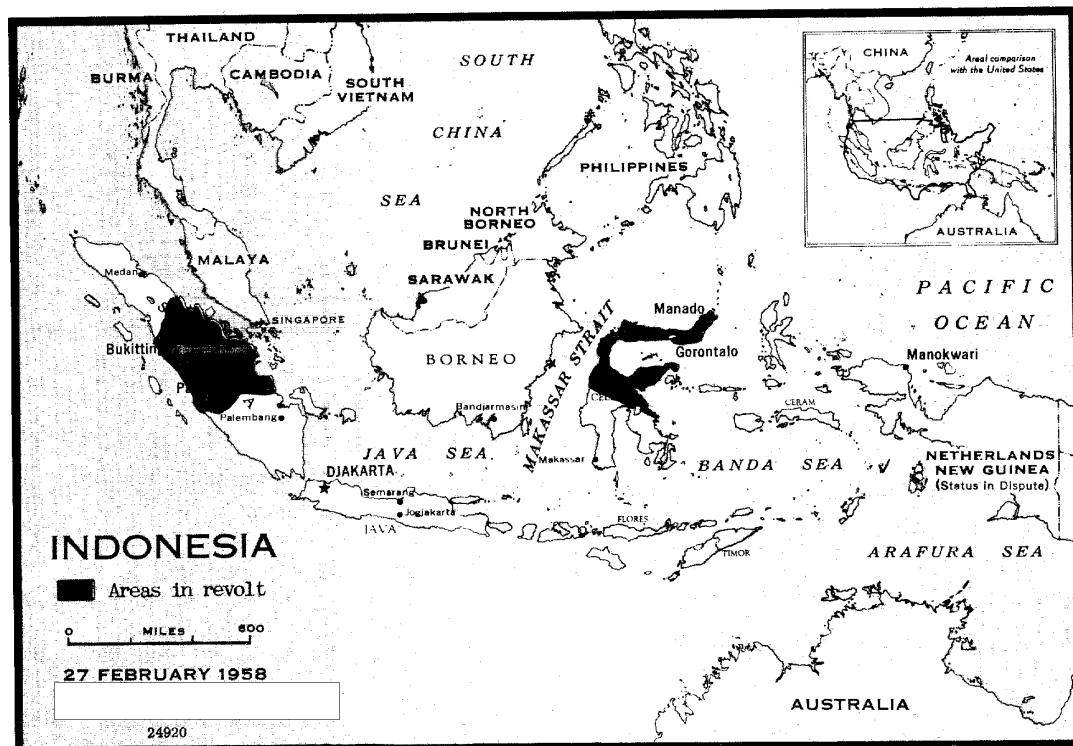 THAILAND
BURMA
CAMBODIA
SOUTH
VIETNAM
SOUTH
CHINA
SEA
PHILIPPINES
NORTH
BORNEO
BRUNEI
SARAWAK
MALAYA
Medan
SINGAPORE
Bukitting
Palembang
BORNEO
Bandjarmasin
MAKASSAR STRAIT
Manado
Gorontalo
Makassar
CERAM
Manokwari
PACIFIC
OCEAN
JAVA SEA
BANDA SEA
NETHERLANDS
NEW GUINEA
(Status in Dispute)
DJAKARTA
Semarang
Jogjakarta
JAVA
FLORES
TIMOR
ARAFURA SEA
AUSTRALIA
CHINA
Areal comparison
with the United States
AUSTRALIA
INDONESIA
Areas in revolt
0 MILES 600
27 FEBRUARY 1958
24920